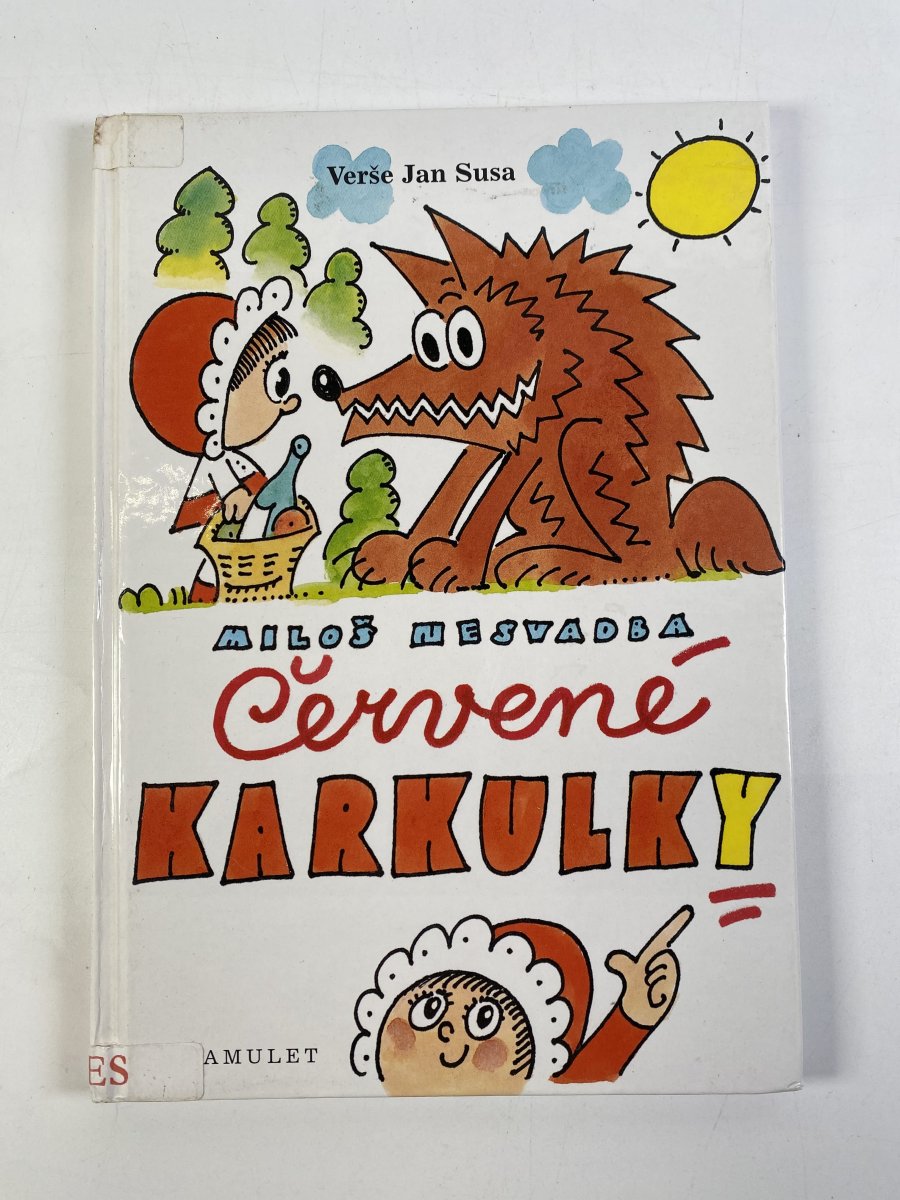 Verše Jan Susa
MILOŠ NESVADBA
Červené
KARKULKY
AMULET
ES